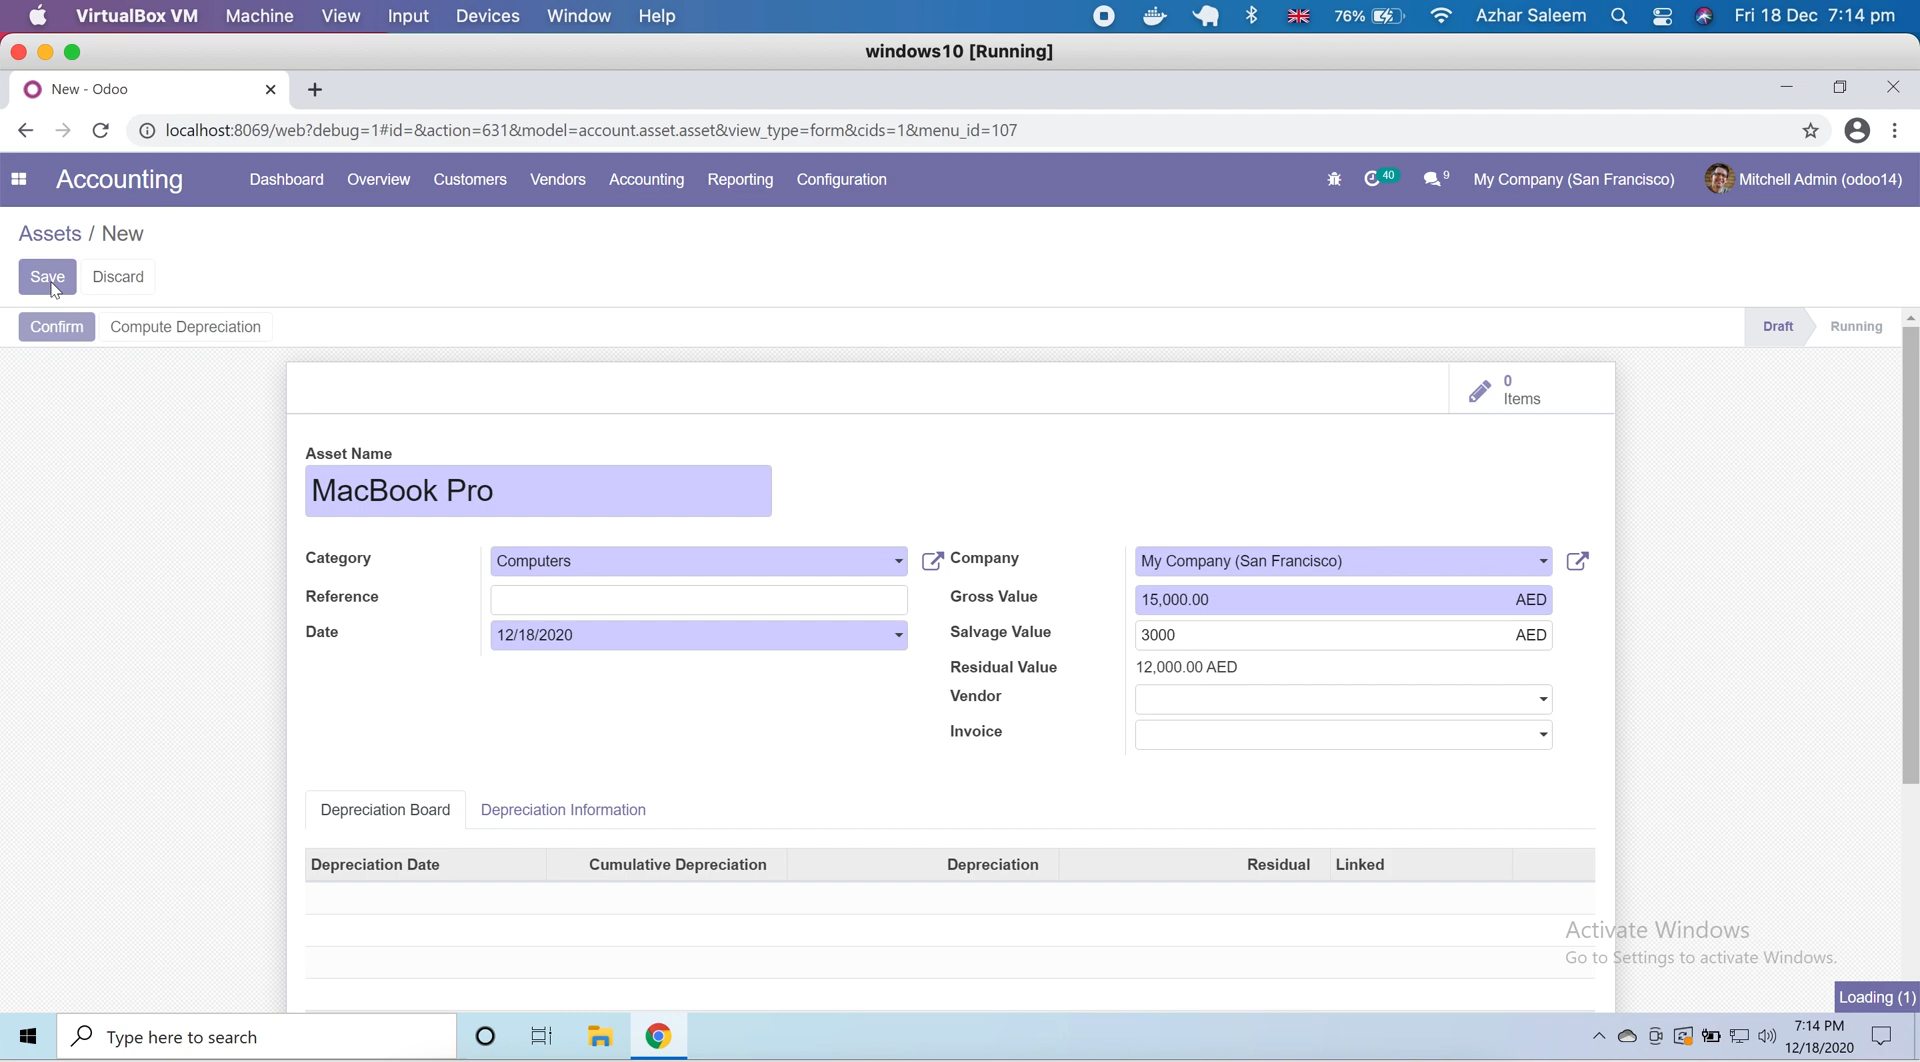 VirtualBox VM Machine View Input Devices Window Help 76% Azhar Saleem Fri 18 Dec 7:14 pm
windows10 [Running]
New - Odoo
localhost:8069/web?debug=1#id=&action=631&model=account.asset.asset&view_type=form&cids=1&menu_id=107
Accounting Dashboard Overview Customers Vendors Accounting Reporting Configuration 40 9 My Company (San Francisco) Mitchell Admin (odoo14)
Assets / New
Save Discard
Confirm Compute Depreciation Draft Running
0
Items
Asset Name
MacBook Pro
Category Computers Company My Company (San Francisco)
Reference Gross Value 15,000.00 AED
Date 12/18/2020 Salvage Value 3000 AED
Residual Value 12,000.00 AED
Vendor
Invoice
Depreciation Board Depreciation Information
Depreciation Date Cumulative Depreciation Depreciation Residual Linked
Activate Windows
Go to Settings to activate Windows.
Loading (1)
Type here to search 7:14 PM
12/18/2020